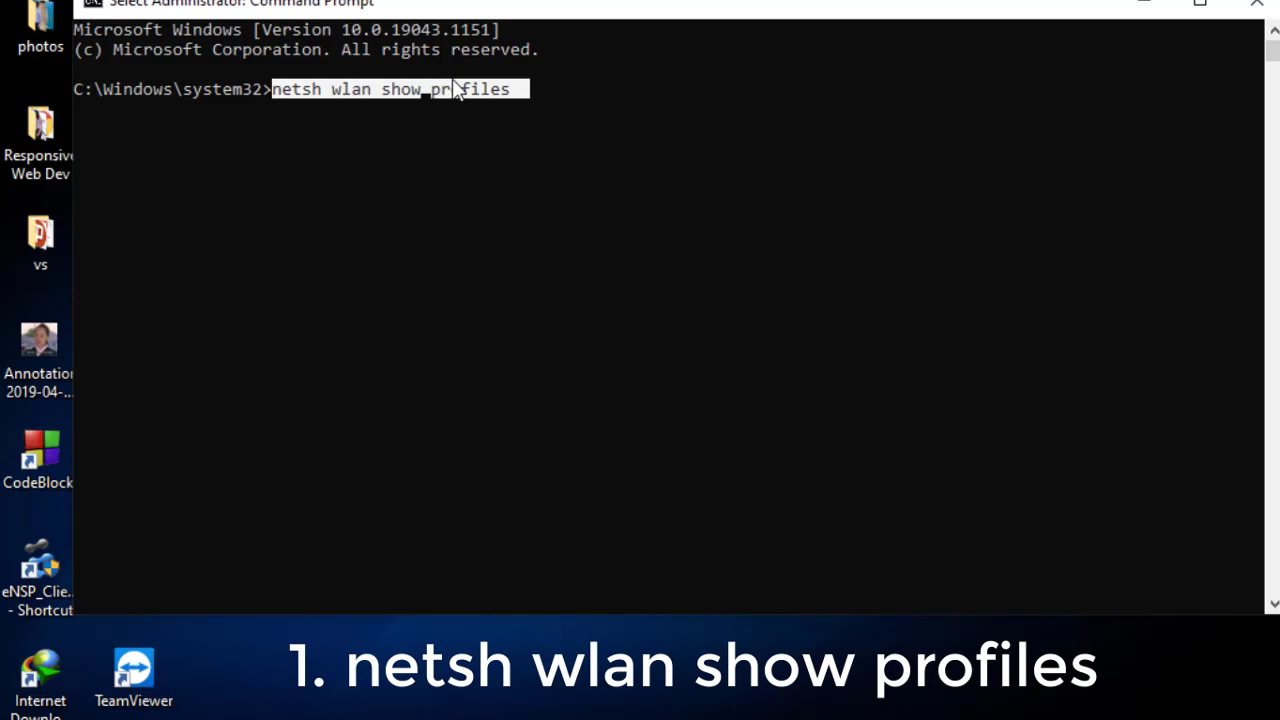 Select Administrator: Command Prompt
Microsoft Windows [Version 10.0.19043.1151]
(c) Microsoft Corporation. All rights reserved.
C:\Windows\system32>netsh wlan show profiles
photos
Responsive
Web Dev
vs
Annotation
2019-04-...
CodeBlock
eNSP_Clie...
- Shortcut
Internet
Downlo...
TeamViewer
1. netsh wlan show profiles